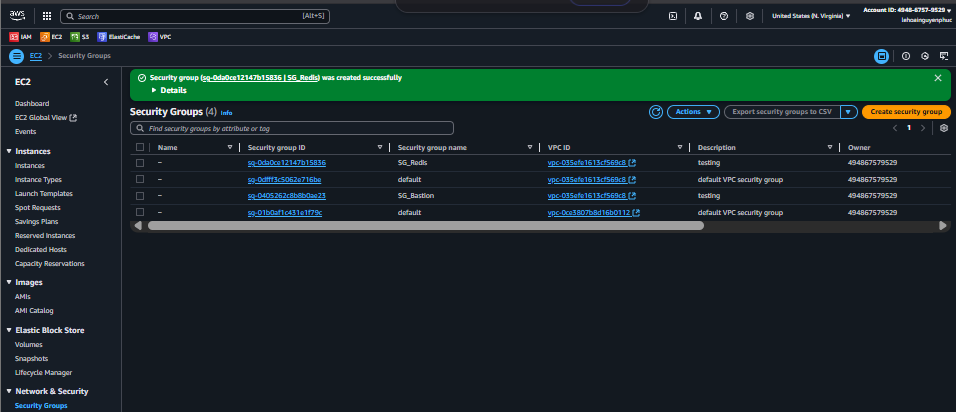 aws Search [Alt+S] United States (N. Virginia) ▼ Account ID: 4948-6757-9529 ▼
lehoainguyenphuc
IAM EC2 S3 ElastiCache VPC
EC2 > Security Groups
EC2
Dashboard
EC2 Global View
Events
Instances
Instances
Instance Types
Launch Templates
Spot Requests
Savings Plans
Reserved Instances
Dedicated Hosts
Capacity Reservations
Images
AMIs
AMI Catalog
Elastic Block Store
Volumes
Snapshots
Lifecycle Manager
Network & Security
Security Groups
Security group (sg-0da0ce12147b15836 | SG_Redis) was created successfully
Details
Security Groups (4) Info
Actions Export security groups to CSV Create security group
Find security groups by attribute or tag
1
Name Security group ID Security group name VPC ID Description Owner
– sg-0da0ce12147b15836 SG_Redis vpc-035efe1613cf569c8 testing 494867579529
– sg-0dfff3c5062e716be default vpc-035efe1613cf569c8 default VPC security group 494867579529
– sg-0405262c8b8b0ae23 SG_Bastion vpc-035efe1613cf569c8 testing 494867579529
– sg-01b0af1c431e1f79c default vpc-0ce3807b8d16b0112 default VPC security group 494867579529